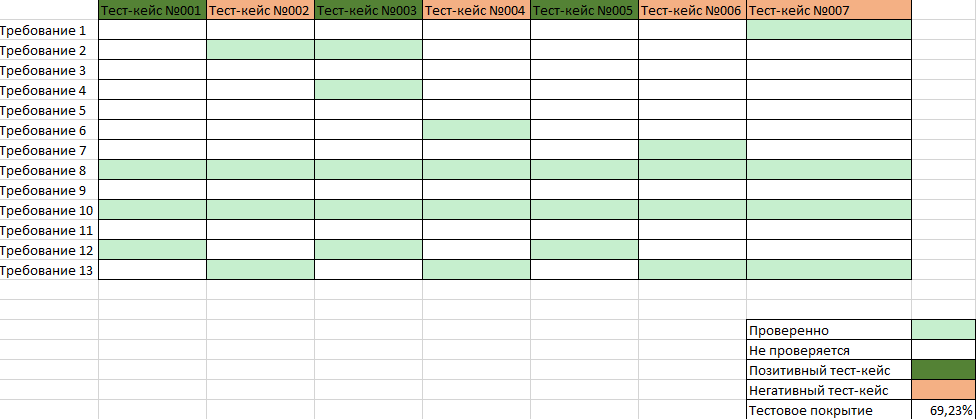 Тест-кейс №001 Тест-кейс №002 Тест-кейс №003 Тест-кейс №004 Тест-кейс №005 Тест-кейс №006 Тест-кейс №007
Требование 1
Требование 2
Требование 3
Требование 4
Требование 5
Требование 6
Требование 7
Требование 8
Требование 9
Требование 10
Требование 11
Требование 12
Требование 13
Проверенно
Не проверяется
Позитивный тест-кейс
Негативный тест-кейс
Тестовое покрытие 69,23%